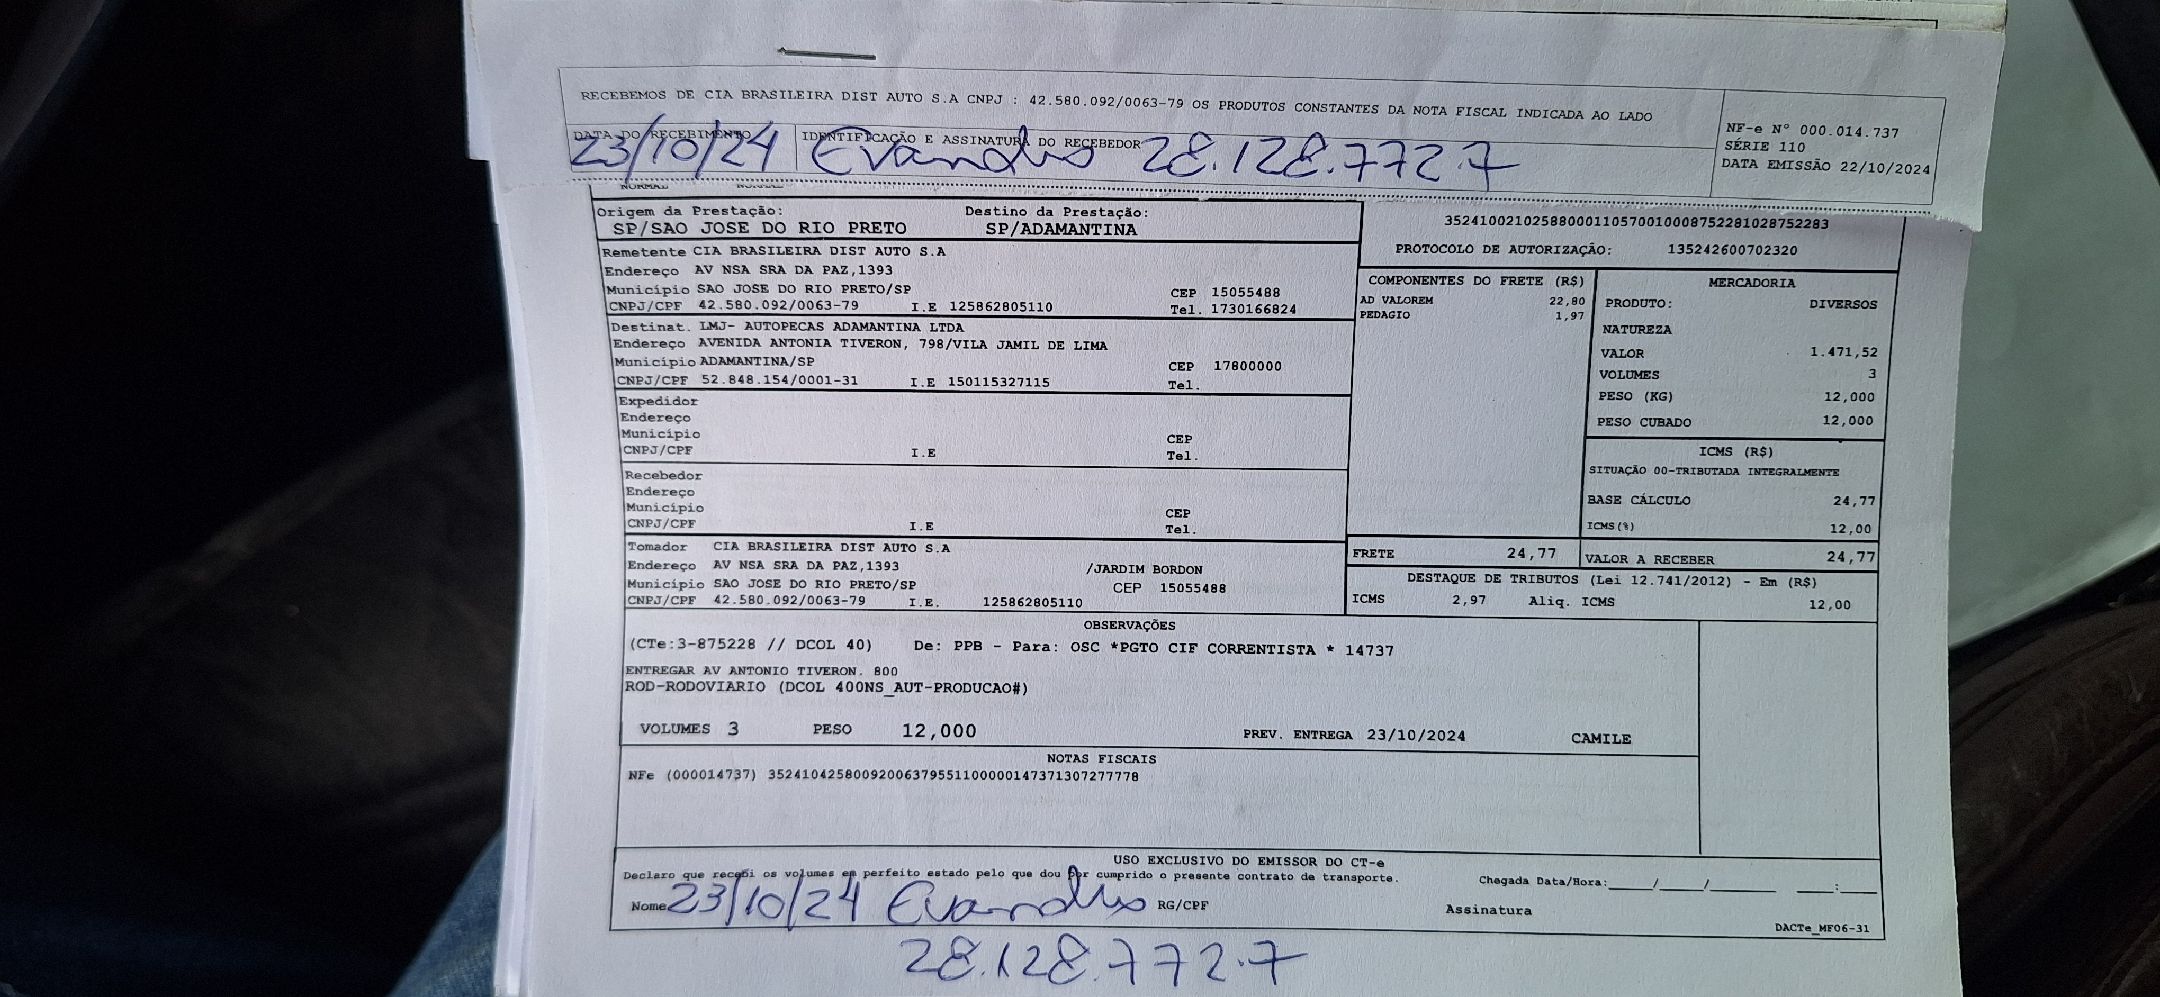 RECEBEMOS DE CIA BRASILEIRA DIST AUTO S.A CNPJ : 42.580.092/0063-79 OS PRODUTOS CONSTANTES DA NOTA FISCAL INDICADA AO LADO
NF-e Nº 000.014.737
SÉRIE 110
DATA EMISSÃO 22/10/2024
DATA DO RECEBIMENTO IDENTIFICAÇÃO E ASSINATURA DO RECEBEDOR
23/10/24 Evandro 28.128.772.7
NORMAL NORMAL
Origem da Prestação: Destino da Prestação:
SP/SAO JOSE DO RIO PRETO SP/ADAMANTINA
35241002102588000110570010008752281028752283
PROTOCOLO DE AUTORIZAÇÃO: 135242600702320
Remetente CIA BRASILEIRA DIST AUTO S.A
Endereço AV NSA SRA DA PAZ,1393
Município SAO JOSE DO RIO PRETO/SP CEP 15055488
CNPJ/CPF 42.580.092/0063-79 I.E 125862805110 Tel. 1730166824
Destinat. LMJ- AUTOPECAS ADAMANTINA LTDA
Endereço AVENIDA ANTONIA TIVERON, 798/VILA JAMIL DE LIMA
Município ADAMANTINA/SP CEP 17800000
CNPJ/CPF 52.848.154/0001-31 I.E 150115327115 Tel.
Expedidor
Endereço
Município CEP
CNPJ/CPF I.E Tel.
Recebedor
Endereço
Município CEP
CNPJ/CPF I.E Tel.
Tomador CIA BRASILEIRA DIST AUTO S.A
Endereço AV NSA SRA DA PAZ,1393 /JARDIM BORDON
Município SAO JOSE DO RIO PRETO/SP CEP 15055488
CNPJ/CPF 42.580.092/0063-79 I.E. 125862805110
COMPONENTES DO FRETE (R$)
AD VALOREM 22,80
PEDAGIO 1,97
MERCADORIA
PRODUTO: DIVERSOS
NATUREZA
VALOR 1.471,52
VOLUMES 3
PESO (KG) 12,000
PESO CUBADO 12,000
ICMS (R$)
SITUAÇÃO 00-TRIBUTADA INTEGRALMENTE
BASE CÁLCULO 24,77
ICMS(%) 12,00
FRETE 24,77 VALOR A RECEBER 24,77
DESTAQUE DE TRIBUTOS (Lei 12.741/2012) - Em (R$)
ICMS 2,97 Aliq. ICMS 12,00
OBSERVAÇÕES
(CTe:3-875228 // DCOL 40) De: PPB - Para: OSC *PGTO CIF CORRENTISTA * 14737
ENTREGAR AV ANTONIO TIVERON. 800
ROD-RODOVIARIO (DCOL 400NS_AUT-PRODUCAO#)
VOLUMES 3 PESO 12,000 PREV. ENTREGA 23/10/2024 CAMILE
NOTAS FISCAIS
NFe (000014737) 35241042580092006379551100000147371307277778
USO EXCLUSIVO DO EMISSOR DO CT-e
Declaro que recebi os volumes em perfeito estado pelo que dou por cumprido o presente contrato de transporte. Chegada Data/Hora:____/____/______ ____:____
Nome 23/10/24 Evandro RG/CPF Assinatura
28.128.772.7
DACTe_MF06-31